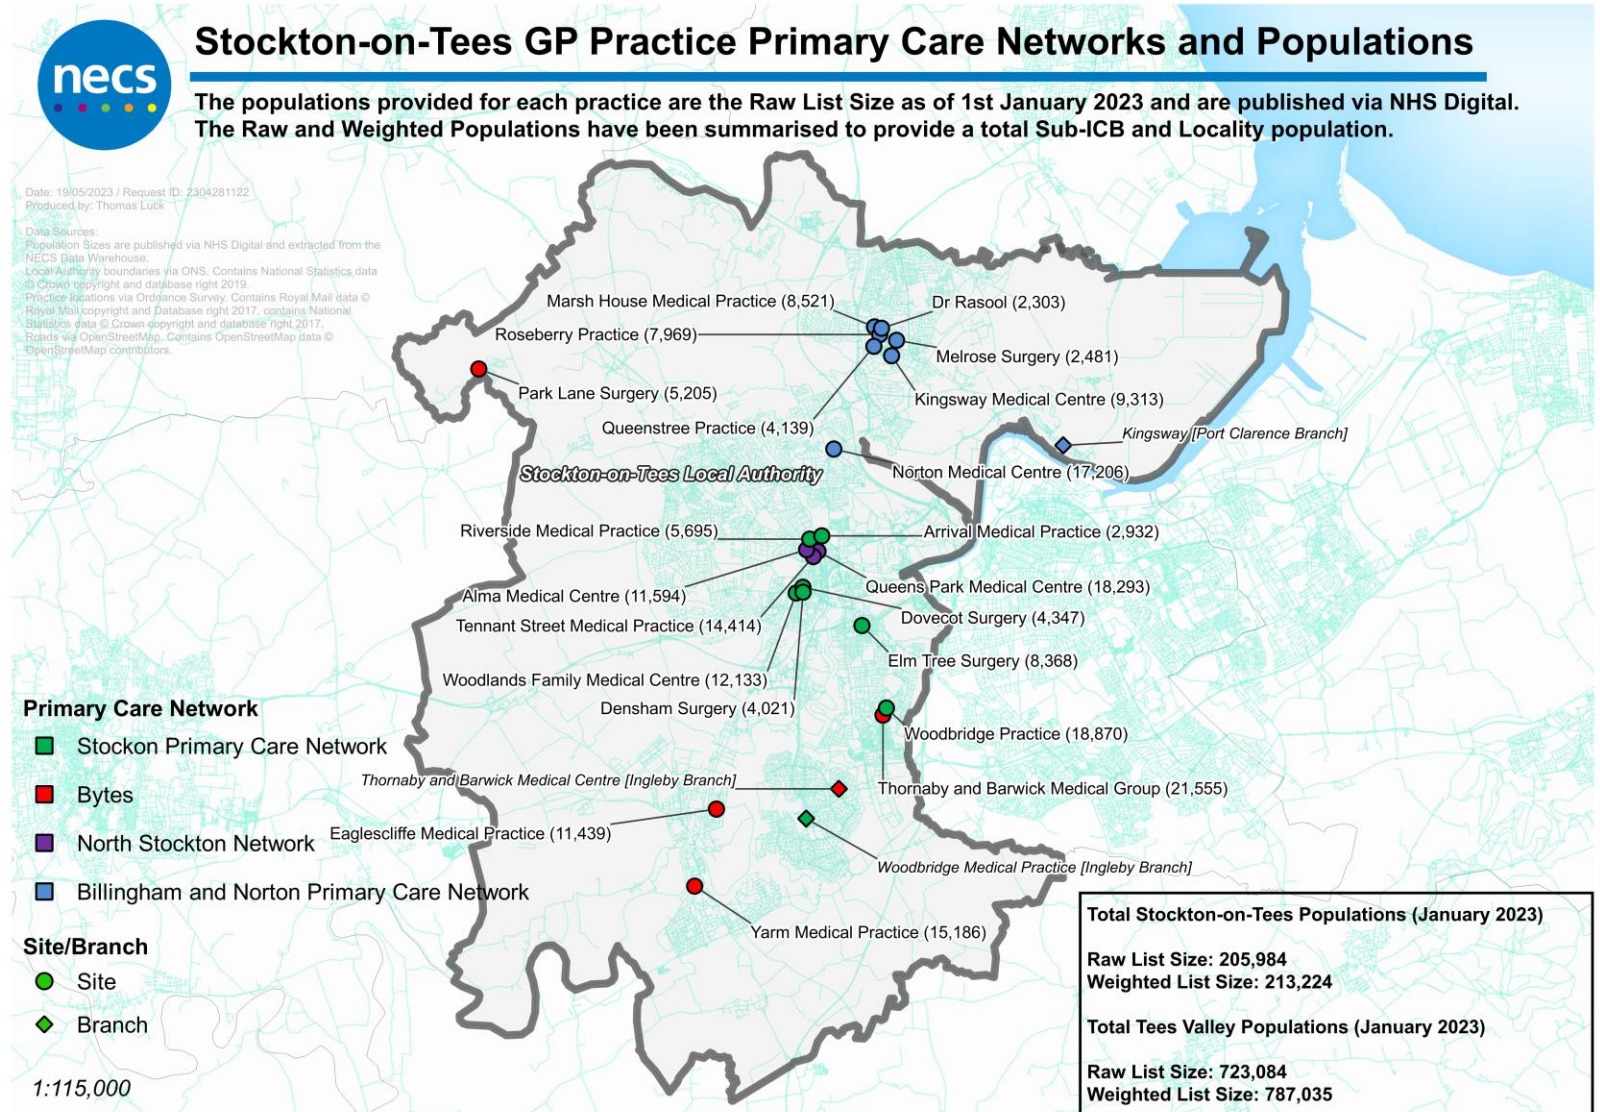 necs
Stockton-on-Tees GP Practice Primary Care Networks and Populations
The populations provided for each practice are the Raw List Size as of 1st January 2023 and are published via NHS Digital.
The Raw and Weighted Populations have been summarised to provide a total Sub-ICB and Locality population.
Date: 19/05/2023 / Request ID: 2304281122
Produced by: Thomas Luck
Data Sources:
Population Sizes are published via NHS Digital and extracted from the
NECS Data Warehouse.
Local Authority boundaries via ONS. Contains National Statistics data
© Crown copyright and database right 2019.
Practice locations via Ordnance Survey. Contains Royal Mail data ©
Royal Mail copyright and Database right 2017, contains National
Statistics data © Crown copyright and database right 2017.
Roads via OpenStreetMap. Contains OpenStreetMap data ©
OpenStreetMap contributors.
Marsh House Medical Practice (8,521)
Dr Rasool (2,303)
Roseberry Practice (7,969)
Melrose Surgery (2,481)
Park Lane Surgery (5,205)
Kingsway Medical Centre (9,313)
Queenstree Practice (4,139)
Kingsway [Port Clarence Branch]
Stockton-on-Tees Local Authority
Norton Medical Centre (17,206)
Riverside Medical Practice (5,695)
Arrival Medical Practice (2,932)
Queens Park Medical Centre (18,293)
Alma Medical Centre (11,594)
Dovecot Surgery (4,347)
Tennant Street Medical Practice (14,414)
Elm Tree Surgery (8,368)
Woodlands Family Medical Centre (12,133)
Densham Surgery (4,021)
Woodbridge Practice (18,870)
Thornaby and Barwick Medical Centre [Ingleby Branch]
Thornaby and Barwick Medical Group (21,555)
Eaglescliffe Medical Practice (11,439)
Woodbridge Medical Practice [Ingleby Branch]
Yarm Medical Practice (15,186)
Primary Care Network
Stockon Primary Care Network
Bytes
North Stockton Network
Billingham and Norton Primary Care Network
Site/Branch
Site
Branch
1:115,000
Total Stockton-on-Tees Populations (January 2023)
Raw List Size: 205,984
Weighted List Size: 213,224
Total Tees Valley Populations (January 2023)
Raw List Size: 723,084
Weighted List Size: 787,035